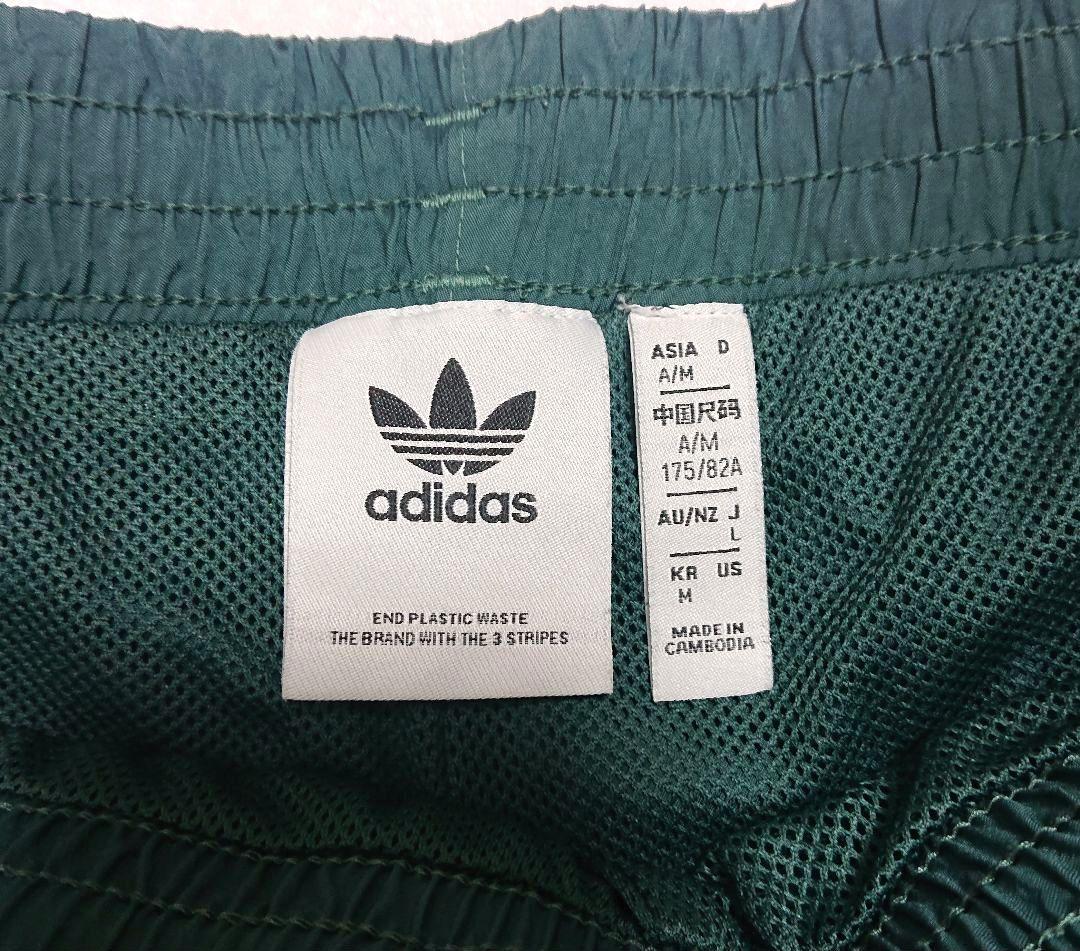 adidas
END PLASTIC WASTE
THE BRAND WITH THE 3 STRIPES
ASIA D
A/M
中国尺码
A/M
175/82A
AU/NZ J
L
KR US
M
MADE IN
CAMBODIA